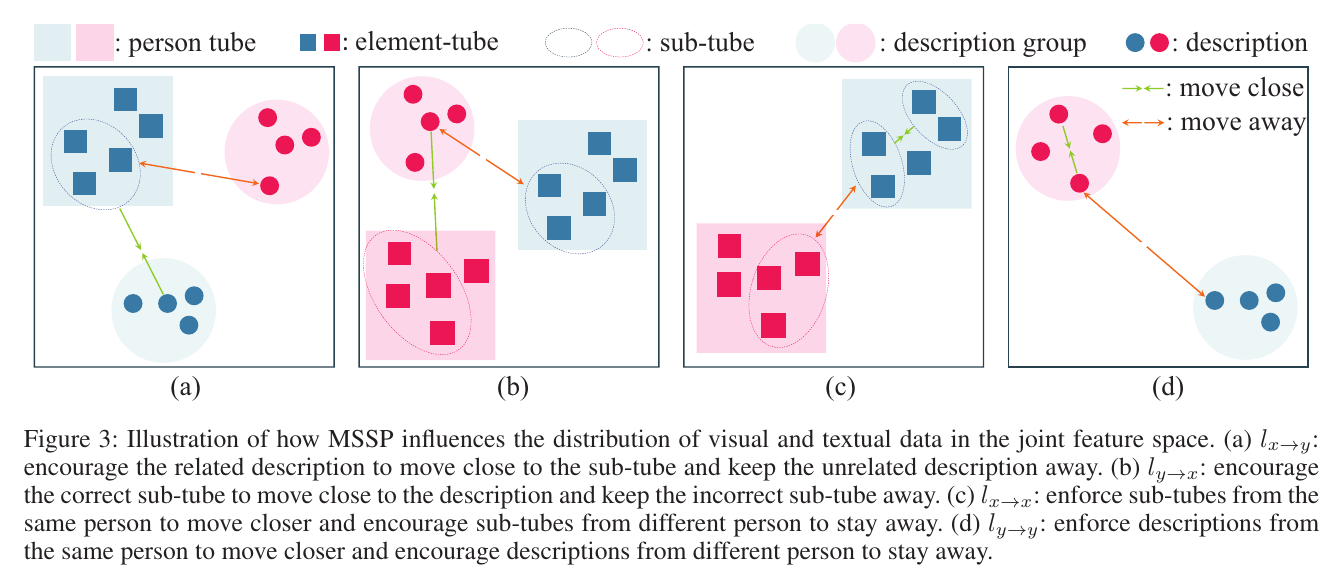 : person tube : element-tube : sub-tube : description group : description
: move close
: move away
(a) (b) (c) (d)
Figure 3: Illustration of how MSSP influences the distribution of visual and textual data in the joint feature space. (a) l_{x→y}:
encourage the related description to move close to the sub-tube and keep the unrelated description away. (b) l_{y→x}: encourage
the correct sub-tube to move close to the description and keep the incorrect sub-tube away. (c) l_{x→x}: enforce sub-tubes from the
same person to move closer and encourage sub-tubes from different person to stay away. (d) l_{y→y}: enforce descriptions from
the same person to move closer and encourage descriptions from different person to stay away.